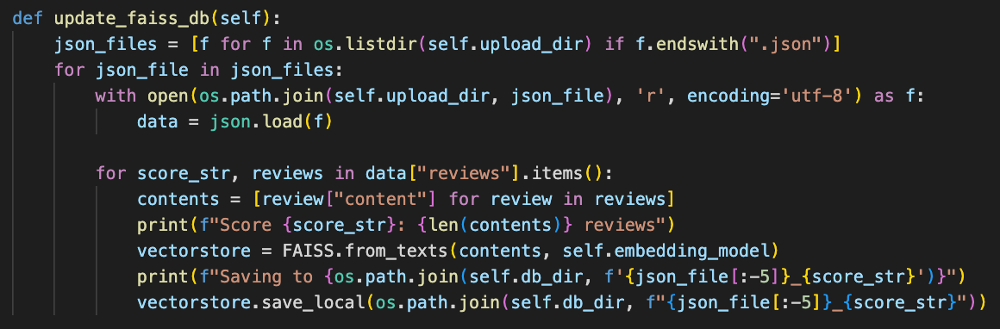 def update_faiss_db(self):
    json_files = [f for f in os.listdir(self.upload_dir) if f.endswith(".json")]
    for json_file in json_files:
        with open(os.path.join(self.upload_dir, json_file), 'r', encoding='utf-8') as f:
            data = json.load(f)

        for score_str, reviews in data["reviews"].items():
            contents = [review["content"] for review in reviews]
            print(f"Score {score_str}: {len(contents)} reviews")
            vectorstore = FAISS.from_texts(contents, self.embedding_model)
            print(f"Saving to {os.path.join(self.db_dir, f'{json_file[:-5]}_{score_str}')}")
            vectorstore.save_local(os.path.join(self.db_dir, f"{json_file[:-5]}_{score_str}"))